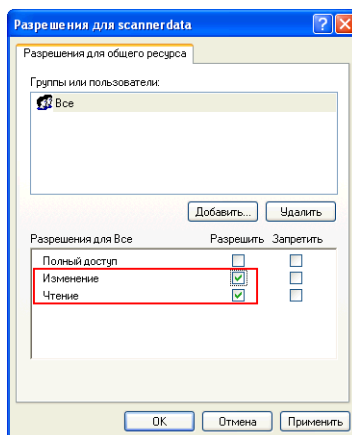 Разрешения для scannerdata
Разрешения для общего ресурса
Группы или пользователи:
Все
Добавить... Удалить
Разрешения для Все Разрешить Запретить
Полный доступ
Изменение
Чтение
OK Отмена Применить